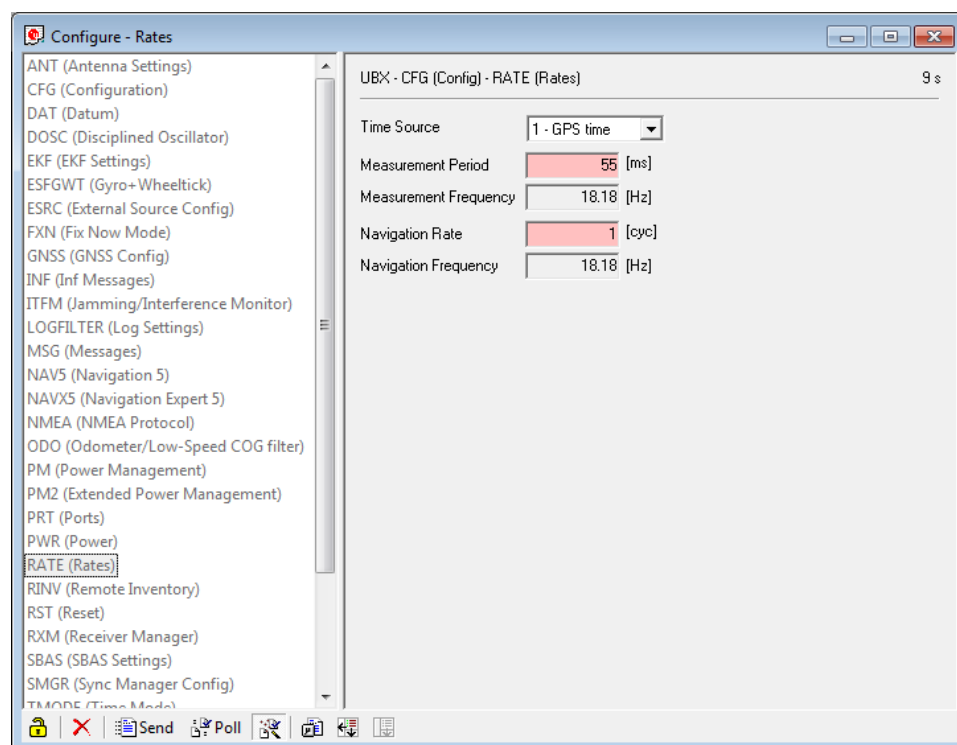 Configure - Rates
ANT (Antenna Settings)
CFG (Configuration)
DAT (Datum)
DOSC (Disciplined Oscillator)
EKF (EKF Settings)
ESFGWT (Gyro+Wheeltick)
ESRC (External Source Config)
FXN (Fix Now Mode)
GNSS (GNSS Config)
INF (Inf Messages)
ITFM (Jamming/Interference Monitor)
LOGFILTER (Log Settings)
MSG (Messages)
NAV5 (Navigation 5)
NAVX5 (Navigation Expert 5)
NMEA (NMEA Protocol)
ODO (Odometer/Low-Speed COG filter)
PM (Power Management)
PM2 (Extended Power Management)
PRT (Ports)
PWR (Power)
RATE (Rates)
RINV (Remote Inventory)
RST (Reset)
RXM (Receiver Manager)
SBAS (SBAS Settings)
SMGR (Sync Manager Config)
TMODE (Time Mode)
UBX - CFG (Config) - RATE (Rates) 9 s
Time Source 1 - GPS time
Measurement Period 55 [ms]
Measurement Frequency 18.18 [Hz]
Navigation Rate 1 [cyc]
Navigation Frequency 18.18 [Hz]
Send Poll